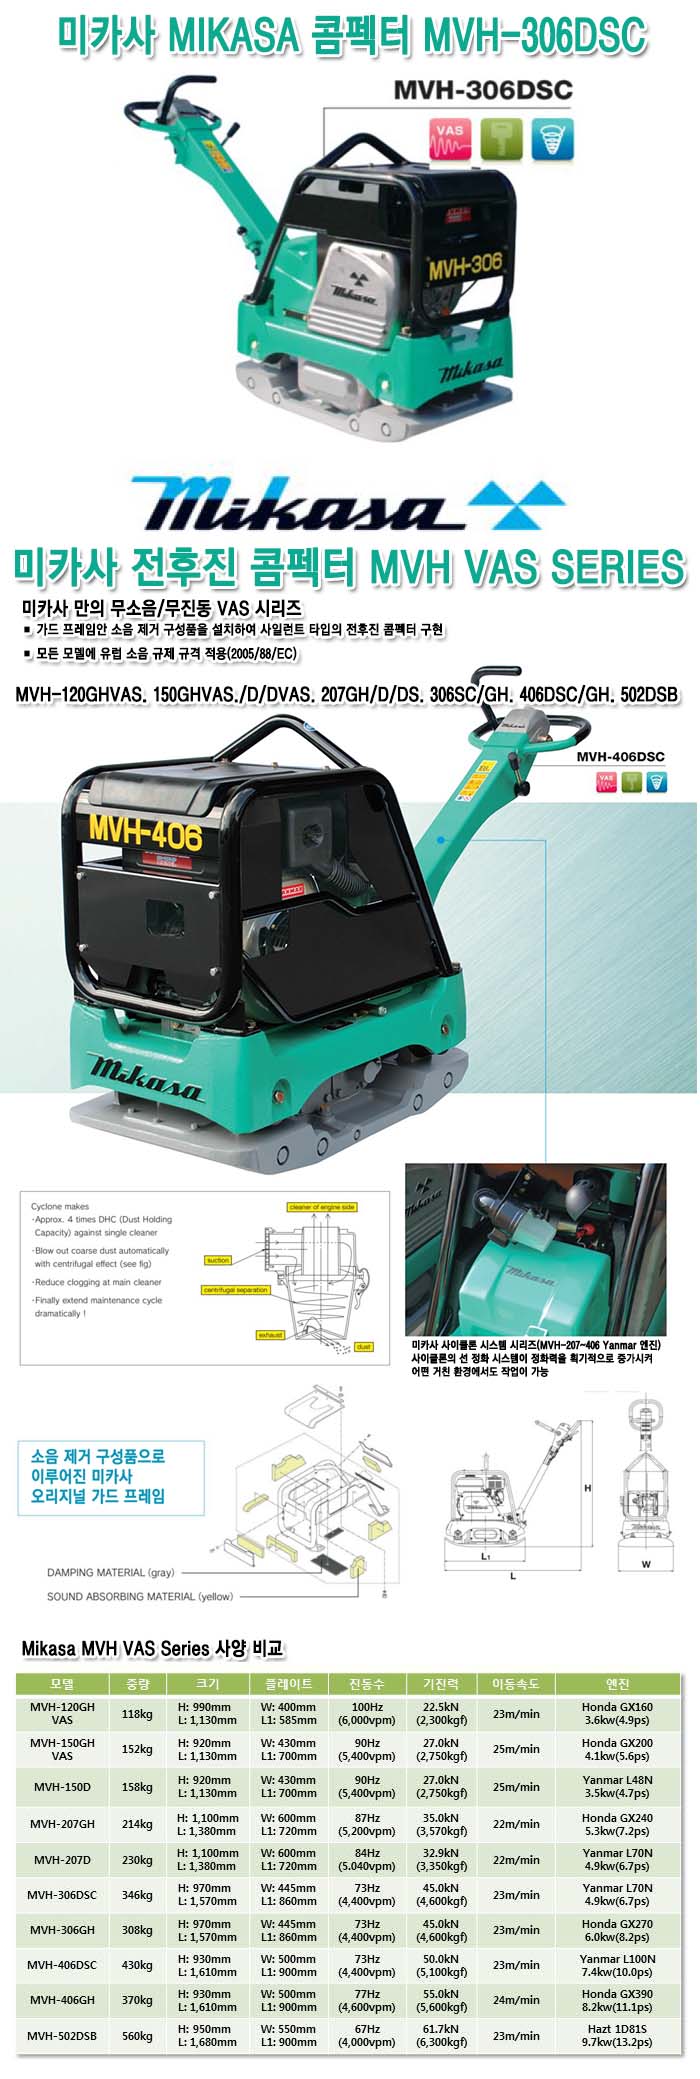 미카사 MIKASA 콤펙터 MVH-306DSC
MVH-306DSC
VAS
MVH-306
Mikasa
Mikasa
Mikasa
미카사 전후진 콤펙터 MVH VAS SERIES
미카사 만의 무소음/무진동 VAS 시리즈
■ 가드 프레임안 소음 제거 구성품을 설치하여 사일런트 타입의 전후진 콤펙터 구현
■ 모든 모델에 유럽 소음 규제 규격 적용(2005/88/EC)
MVH-120GHVAS. 150GHVAS./D/DVAS. 207GH/D/DS. 306SC/GH. 406DSC/GH. 502DSB
MVH-406DSC
VAS
MVH-406
Mikasa
Cyclone makes
·Approx. 4 times DHC (Dust Holding
Capacity) against single cleaner
·Blow out coarse dust automatically
with centrifugal effect (see fig)
·Reduce clogging at main cleaner
·Finally extend maintenance cycle
dramatically !
cleaner of engine side
suction
centrifugal separation
exhaust
dust
Mikasa
미카사 사이클론 시스템 시리즈(MVH-207~406 Yanmar 엔진)
사이클론의 선 정화 시스템이 정화력을 획기적으로 증가시켜
어떤 거친 환경에서도 작업이 가능
소음 제거 구성품으로
이루어진 미카사
오리지널 가드 프레임
DAMPING MATERIAL (gray)
SOUND ABSORBING MATERIAL (yellow)
H
L1
L
W
Mikasa MVH VAS Series 사양 비교
모델 중량 크기 플레이트 진동수 기진력 이동속도 엔진
MVH-120GH VAS 118kg H: 990mm L: 1,130mm W: 400mm L1: 585mm 100Hz (6,000vpm) 22.5kN (2,300kgf) 23m/min Honda GX160 3.6kw(4.9ps)
MVH-150GH VAS 152kg H: 920mm L: 1,130mm W: 430mm L1: 700mm 90Hz (5,400vpm) 27.0kN (2,750kgf) 25m/min Honda GX200 4.1kw(5.6ps)
MVH-150D 158kg H: 920mm L: 1,130mm W: 430mm L1: 700mm 90Hz (5,400vpm) 27.0kN (2,750kgf) 25m/min Yanmar L48N 3.5kw(4.7ps)
MVH-207GH 214kg H: 1,100mm L: 1,380mm W: 600mm L1: 720mm 87Hz (5,200vpm) 35.0kN (3,570kgf) 22m/min Honda GX240 5.3kw(7.2ps)
MVH-207D 230kg H: 1,100mm L: 1,380mm W: 600mm L1: 720mm 84Hz (5.040vpm) 32.9kN (3,350kgf) 22m/min Yanmar L70N 4.9kw(6.7ps)
MVH-306DSC 346kg H: 970mm L: 1,570mm W: 445mm L1: 860mm 73Hz (4,400vpm) 45.0kN (4,600kgf) 23m/min Yanmar L70N 4.9kw(6.7ps)
MVH-306GH 308kg H: 970mm L: 1,570mm W: 445mm L1: 860mm 73Hz (4,400vpm) 45.0kN (4,600kgf) 23m/min Honda GX270 6.0kw(8.2ps)
MVH-406DSC 430kg H: 930mm L: 1,610mm W: 500mm L1: 900mm 73Hz (4,400vpm) 50.0kN (5,100kgf) 23m/min Yanmar L100N 7.4kw(10.0ps)
MVH-406GH 370kg H: 930mm L: 1,610mm W: 500mm L1: 900mm 77Hz (4,600vpm) 55.0kN (5,600kgf) 24m/min Honda GX390 8.2kw(11.1ps)
MVH-502DSB 560kg H: 950mm L: 1,680mm W: 550mm L1: 900mm 67Hz (4,000vpm) 61.7kN (6,300kgf) 23m/min Hazt 1D81S 9.7kw(13.2ps)